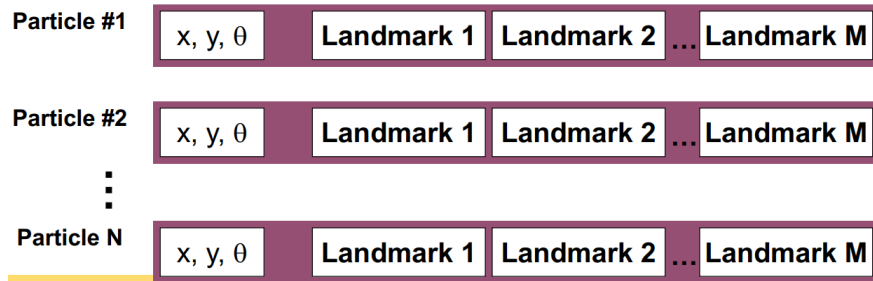 Particle #1
x, y, θ Landmark 1 Landmark 2 ... Landmark M
Particle #2
x, y, θ Landmark 1 Landmark 2 ... Landmark M
⋮
Particle N
x, y, θ Landmark 1 Landmark 2 ... Landmark M